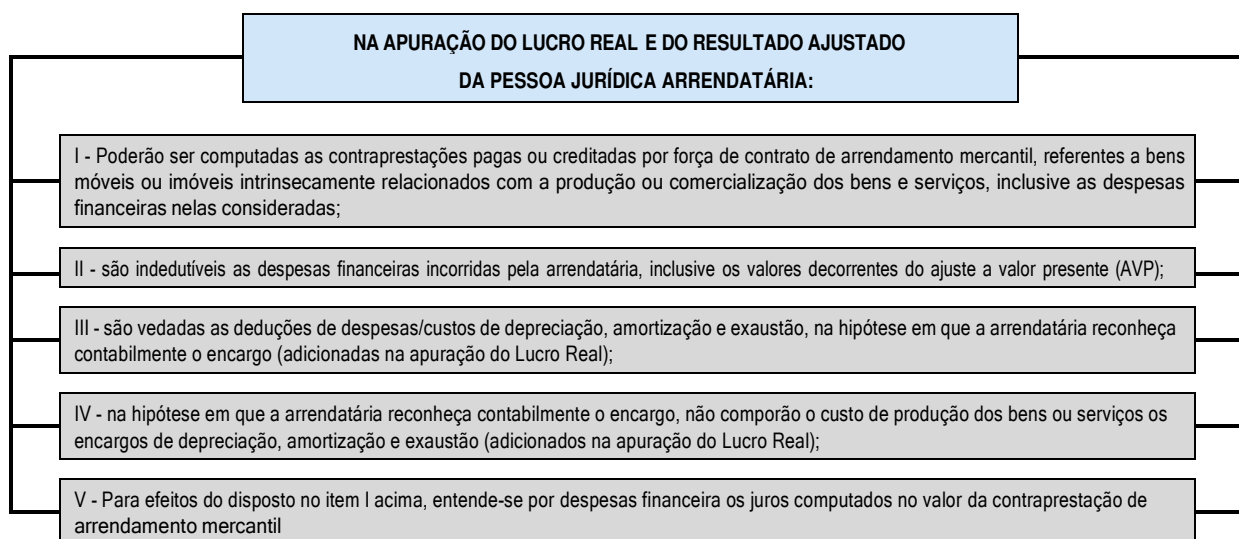 NA APURAÇÃO DO LUCRO REAL E DO RESULTADO AJUSTADO
DA PESSOA JURÍDICA ARRENDATÁRIA:
I - Poderão ser computadas as contraprestações pagas ou creditadas por força de contrato de arrendamento mercantil, referentes a bens
móveis ou imóveis intrinsecamente relacionados com a produção ou comercialização dos bens e serviços, inclusive as despesas
financeiras nelas consideradas;
II - são indedutíveis as despesas financeiras incorridas pela arrendatária, inclusive os valores decorrentes do ajuste a valor presente (AVP);
III - são vedadas as deduções de despesas/custos de depreciação, amortização e exaustão, na hipótese em que a arrendatária reconheça
contabilmente o encargo (adicionadas na apuração do Lucro Real);
IV - na hipótese em que a arrendatária reconheça contabilmente o encargo, não comporão o custo de produção dos bens ou serviços os
encargos de depreciação, amortização e exaustão (adicionados na apuração do Lucro Real);
V - Para efeitos do disposto no item I acima, entende-se por despesas financeira os juros computados no valor da contraprestação de
arrendamento mercantil